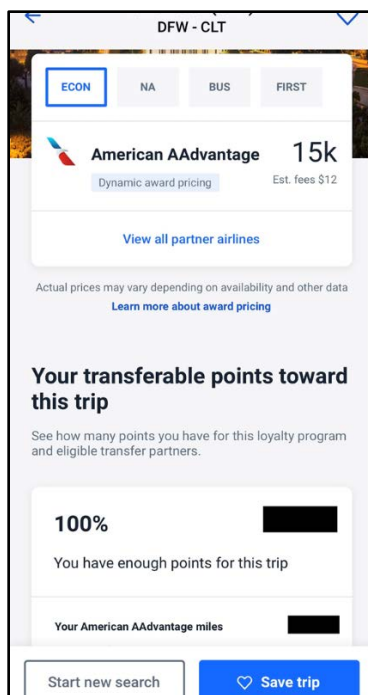 DFW - CLT
ECON NA BUS FIRST
American AAdvantage 15k
Dynamic award pricing Est. fees $12
View all partner airlines
Actual prices may vary depending on availability and other data
Learn more about award pricing
Your transferable points toward
this trip
See how many points you have for this loyalty program
and eligible transfer partners.
100%
You have enough points for this trip
Your American AAdvantage miles
Start new search Save trip